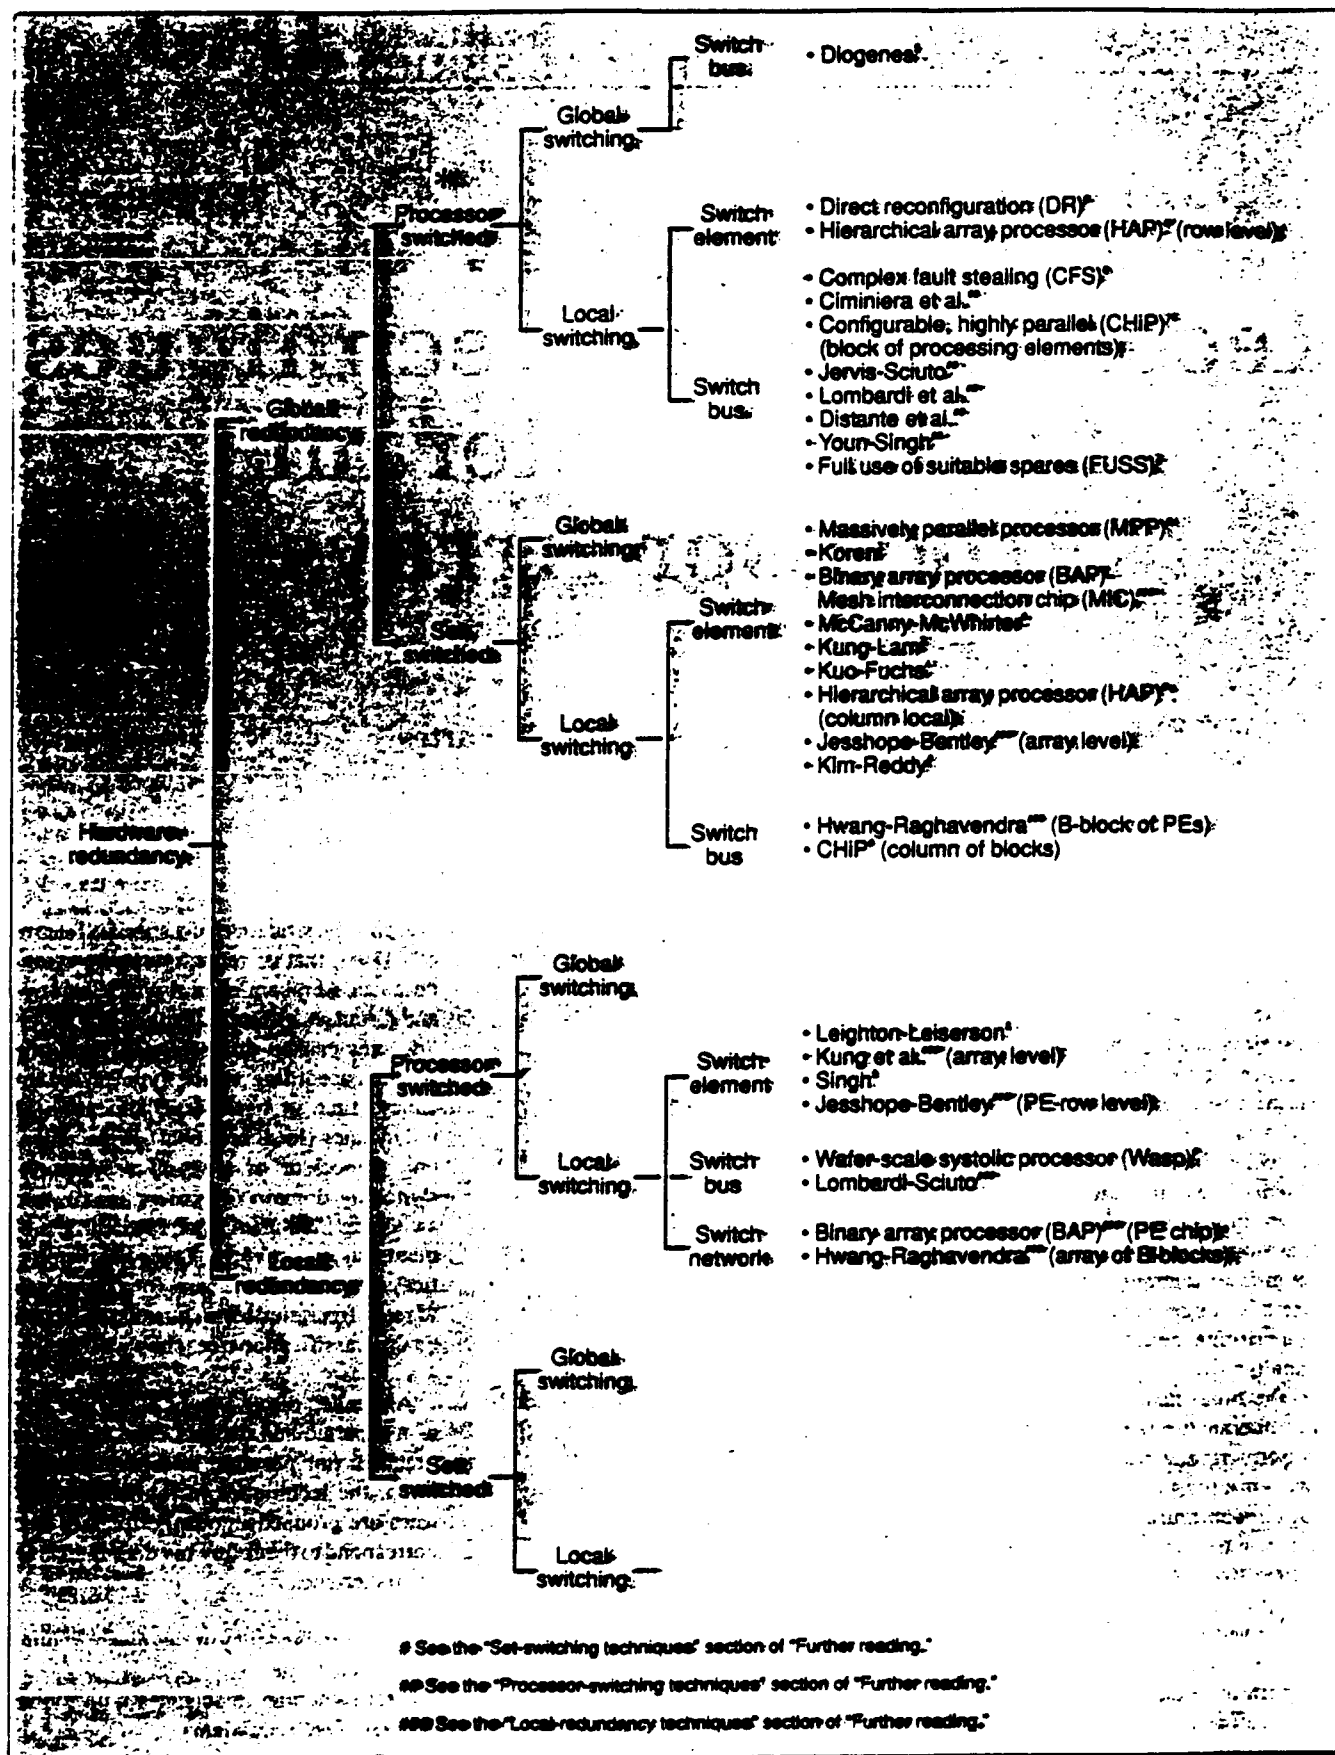 Switch
bus
• Diogenes
Global
switching
Processor
switched
Switch
element
• Direct reconfiguration (DR)
• Hierarchical array processor (HAP) (row level)
Local
switching
• Complex fault stealing (CFS)
• Ciminiera et al.
• Configurable, highly parallel (CHiP)
(block of processing elements)
• Jervis-Sciuto
Switch
bus
• Lombardi et al.
• Distante et al.
• Youn-Singh
• Full use of suitable spares (FUSS)
Global
redundancy
Global
switching
• Massively parallel processor (MPP)
• Koren
• Binary array processor (BAP)
Mesh interconnection chip (MIC)
Switch
element
• McCanny-McWhirter
• Kung-Lam
• Kuo-Fuchs
• Hierarchical array processor (HAP)
(column local)
• Jesshope-Bentley (array level)
• Kim-Reddy
Set
switched
Local
switching
Switch
bus
• Hwang-Raghavendra (B-block of PEs)
• CHiP (column of blocks)
Hardware
redundancy
Global
switching
Processor
switched
Switch
element
• Leighton-Leiserson
• Kung et al. (array level)
• Singh
• Jesshope-Bentley (PE-row level)
Local
switching
Switch
bus
• Wafer-scale systolic processor (Wasp)
• Lombardi-Sciuto
Switch
network
• Binary array processor (BAP) (PE chip)
• Hwang-Raghavendra (array of B-blocks)
Local
redundancy
Global
switching
Set
switched
Local
switching
# See the "Set-switching techniques" section of "Further reading."
## See the "Processor-switching techniques" section of "Further reading."
### See the "Local-redundancy techniques" section of "Further reading."